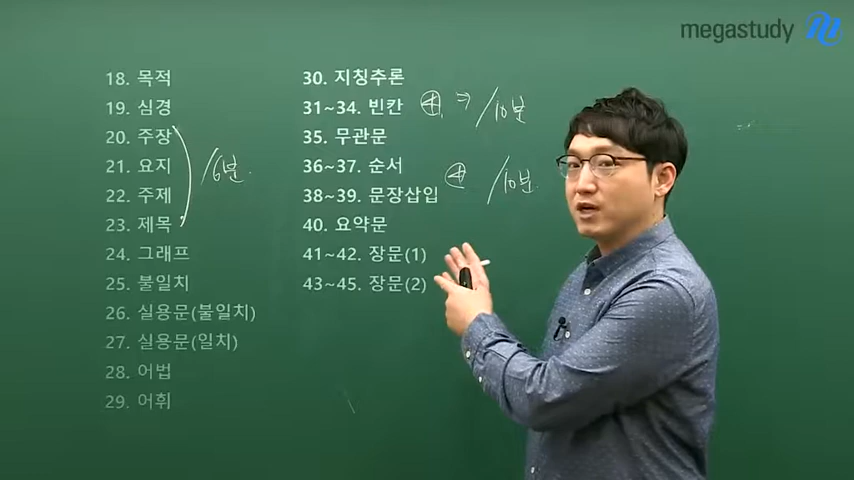 megastudy
18. 목적
19. 심경
20. 주장
21. 요지
22. 주제
23. 제목
24. 그래프
25. 불일치
26. 실용문(불일치)
27. 실용문(일치)
28. 어법
29. 어휘
/6분.
30. 지칭추론
31~34. 빈칸 ④ ⇒ /10분
35. 무관문
36~37. 순서
38~39. 문장삽입 ④ /10분.
40. 요약문
41~42. 장문(1)
43~45. 장문(2)